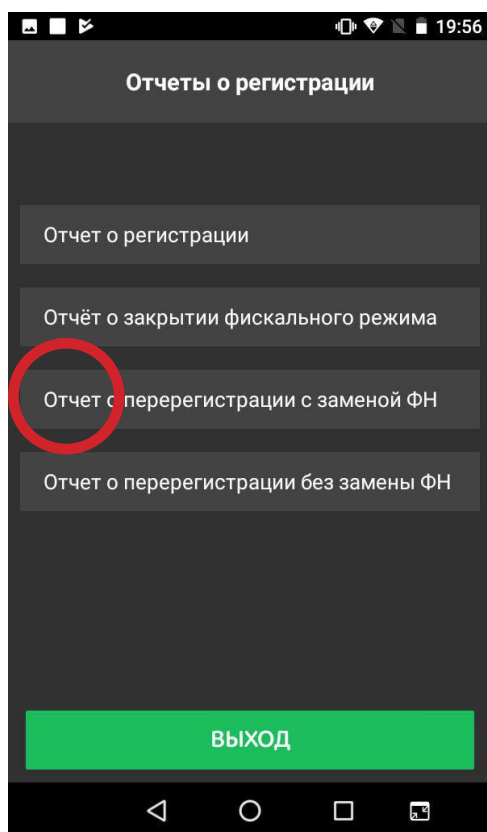 19:56
Отчеты о регистрации
Отчет о регистрации
Отчёт о закрытии фискального режима
Отчет о перерегистрации с заменой ФН
Отчет о перерегистрации без замены ФН
ВЫХОД